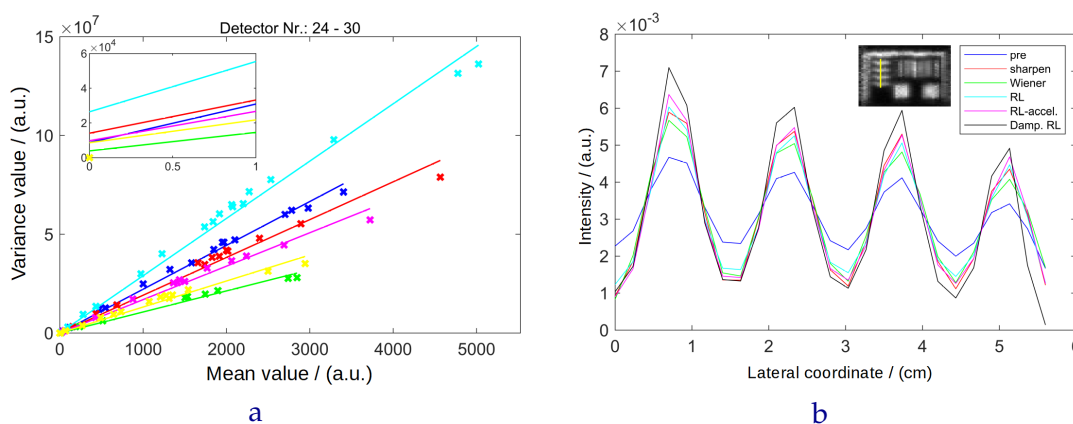 Detector Nr.: 24 - 30
×10^7
15
10
5
0
Variance value / (a.u.)
×10^4
6
4
2
0
0
0.5
1
0
1000
2000
3000
4000
5000
Mean value / (a.u.)
a
×10^-3
8
7
6
5
4
3
2
1
0
Intensity / (a.u.)
pre
sharpen
Wiener
RL
RL-accel.
Damp. RL
0
1
2
3
4
5
6
Lateral coordinate / (cm)
b